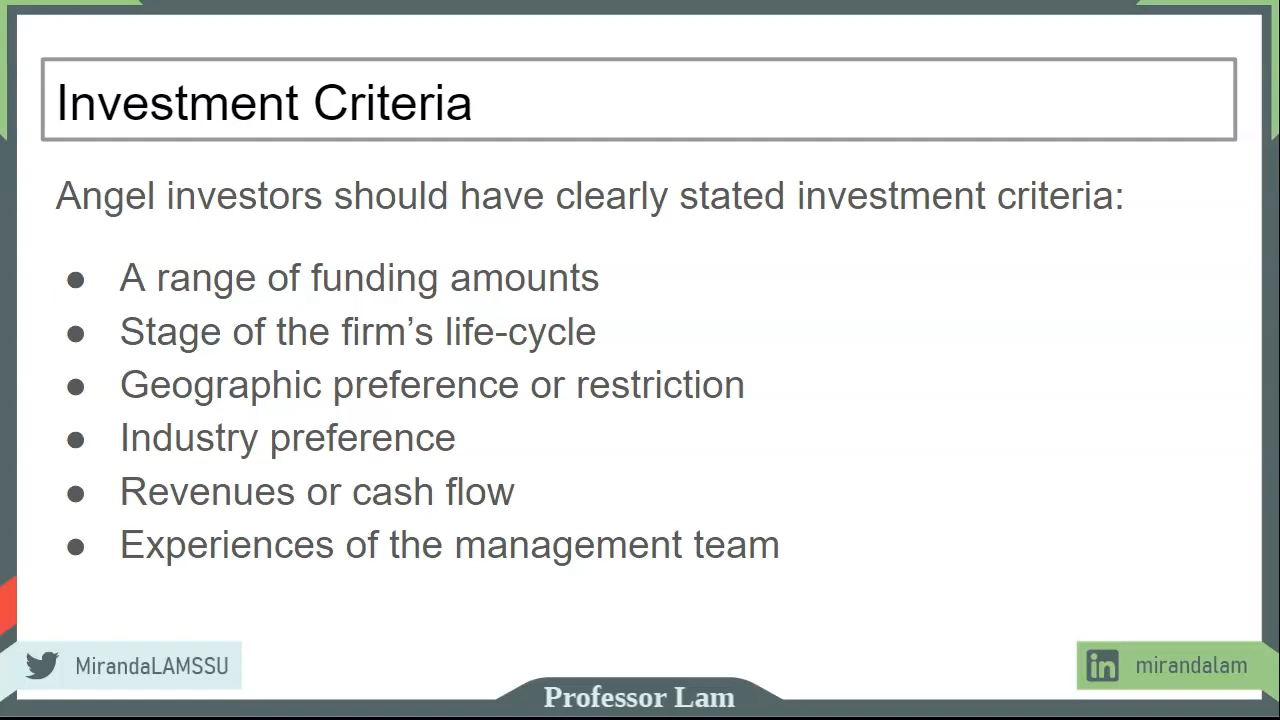 Investment Criteria
Angel investors should have clearly stated investment criteria:
● A range of funding amounts
● Stage of the firm’s life-cycle
● Geographic preference or restriction
● Industry preference
● Revenues or cash flow
● Experiences of the management team
MirandaLAMSSU
in mirandalam
Professor Lam